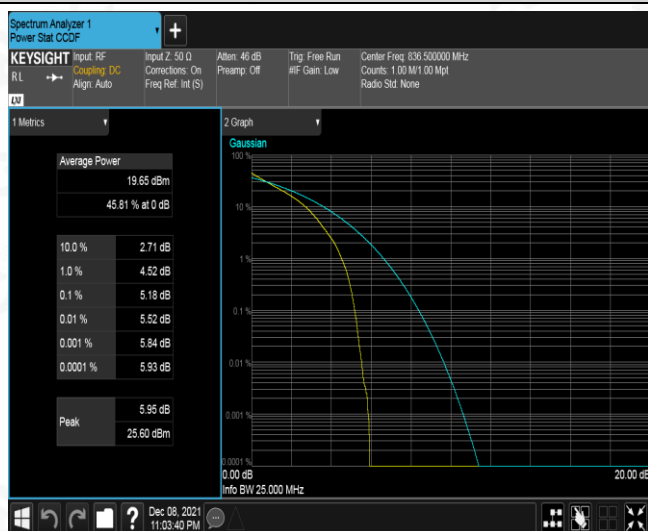 Spectrum Analyzer 1
Power Stat CCDF
+
KEYSIGHT
RL
LXI
Input: RF
Coupling: DC
Align: Auto
Input Z: 50 Ω
Corrections: On
Freq Ref: Int (S)
Atten: 46 dB
Preamp: Off
Trig: Free Run
#IF Gain: Low
Center Freq: 836.500000 MHz
Counts: 1.00 M/1.00 Mpt
Radio Std: None
1 Metrics
Average Power
19.65 dBm
45.81 % at 0 dB
10.0 % 2.71 dB
1.0 % 4.52 dB
0.1 % 5.18 dB
0.01 % 5.52 dB
0.001 % 5.84 dB
0.0001 % 5.93 dB
Peak
5.95 dB
25.60 dBm
2 Graph
Gaussian
100 %
10 %
1 %
0.1 %
0.01 %
0.001 %
0.0001 %
0.00 dB
20.00 dB
Info BW 25.000 MHz
?
Dec 08, 2021
11:03:40 PM